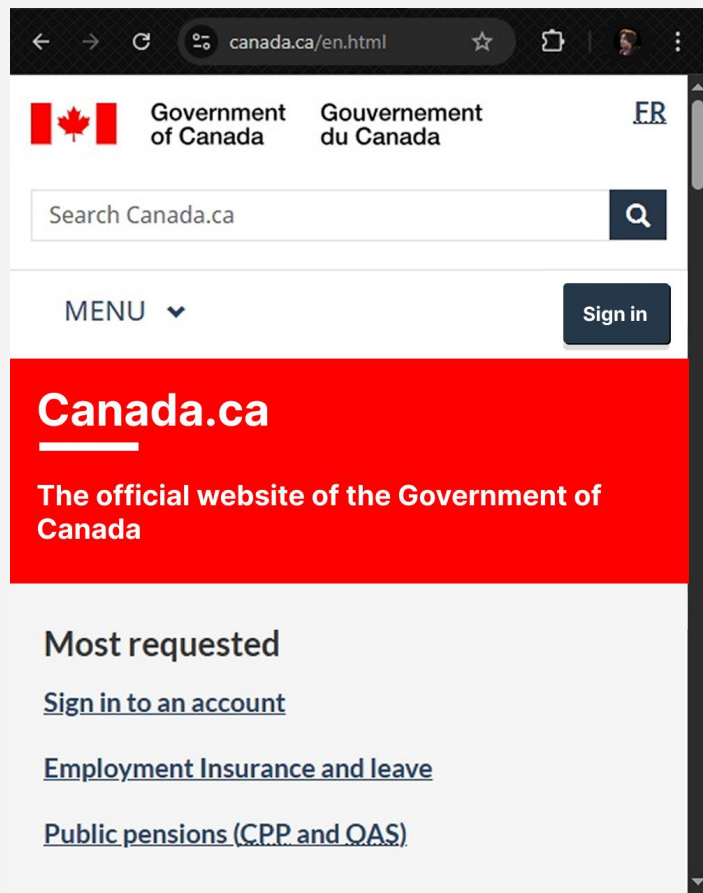 canada.ca/en.html
Government Gouvernement FR
of Canada du Canada
Search Canada.ca
MENU Sign in
Canada.ca
The official website of the Government of
Canada
Most requested
Sign in to an account
Employment Insurance and leave
Public pensions (CPP and OAS)